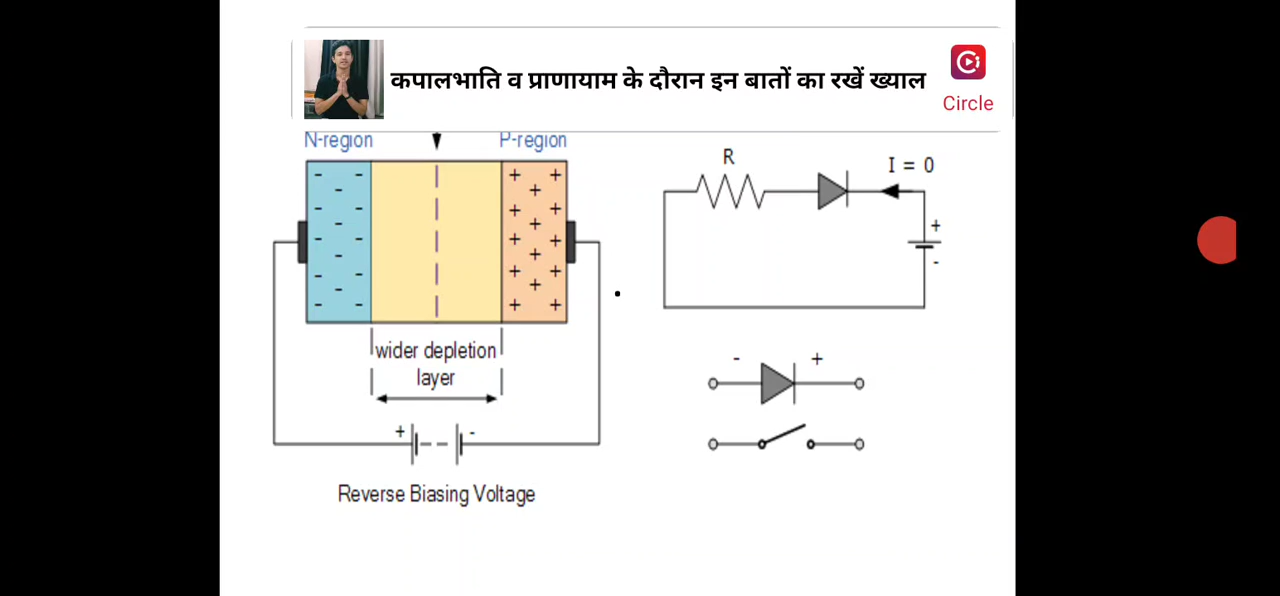 कपालभाति व प्राणायाम के दौरान इन बातों का रखें ख्याल
Circle
N-region
P-region
R
I = 0
+
-
wider depletion
layer
- +
+ -
Reverse Biasing Voltage